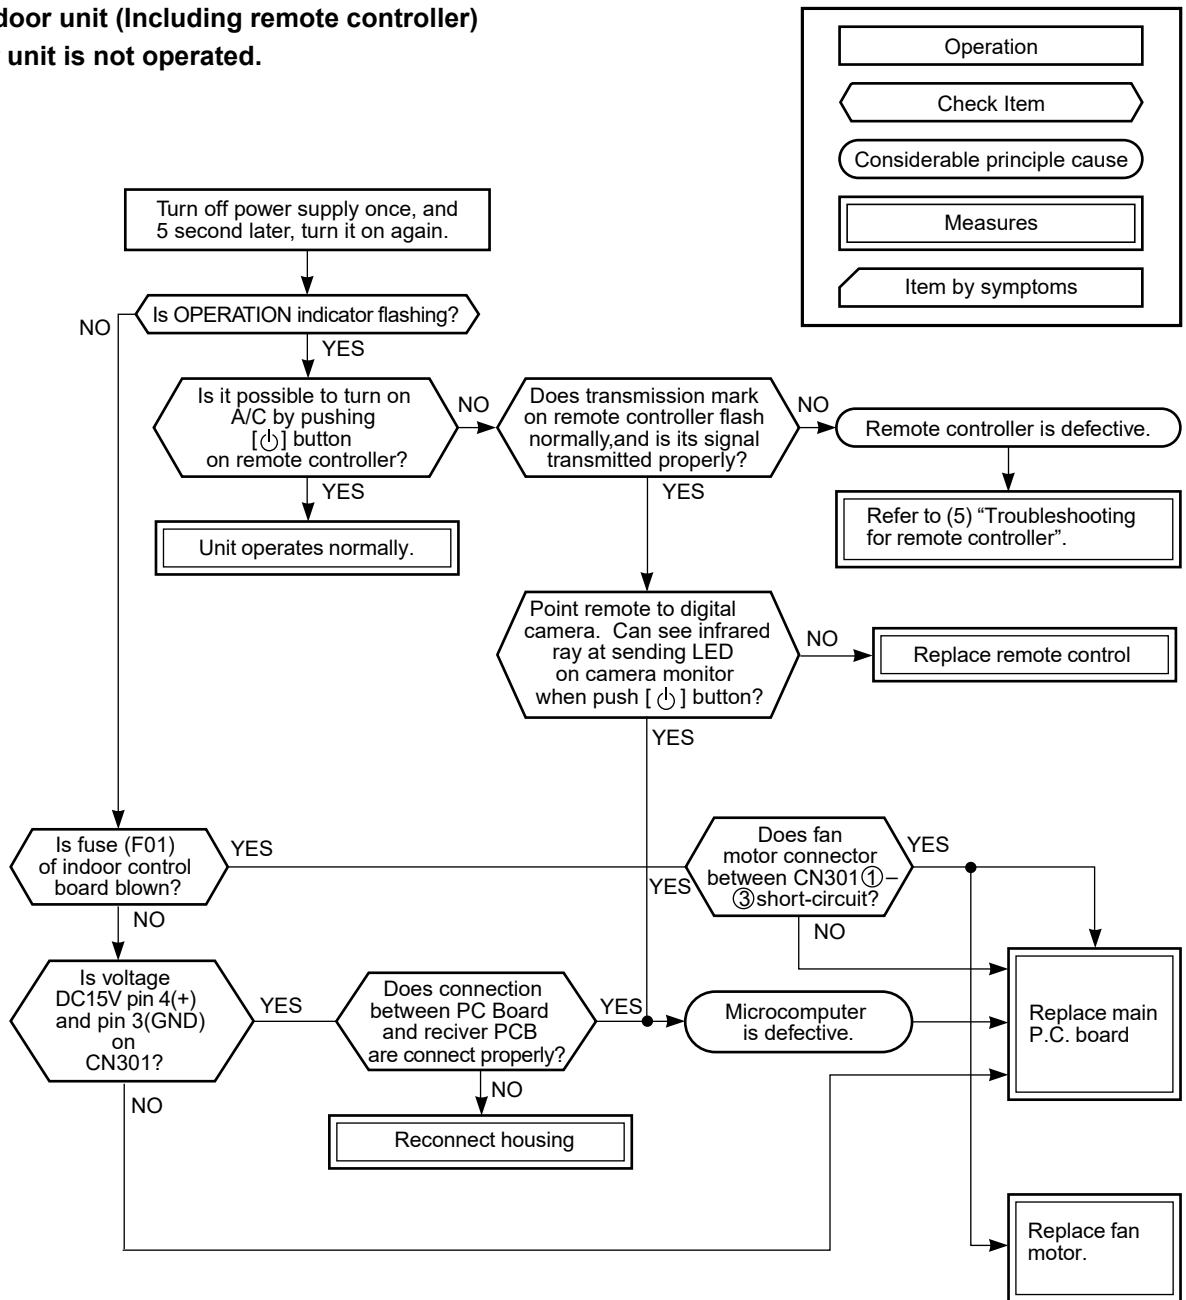 door unit (Including remote controller)
unit is not operated.
Operation
Check Item
Considerable principle cause
Measures
Item by symptoms
Turn off power supply once, and
5 second later, turn it on again.
Is OPERATION indicator flashing?
NO
YES
Is it possible to turn on
A/C by pushing
[⏻] button
on remote controller?
NO
YES
Unit operates normally.
Does transmission mark
on remote controller flash
normally,and is its signal
transmitted properly?
NO
YES
Remote controller is defective.
Refer to (5) “Troubleshooting
for remote controller”.
Point remote to digital
camera. Can see infrared
ray at sending LED
on camera monitor
when push [⏻] button?
NO
YES
Replace remote control
Is fuse (F01)
of indoor control
board blown?
YES
YES
NO
Does fan
motor connector
between CN301①–
③short-circuit?
YES
NO
Is voltage
DC15V pin 4(+)
and pin 3(GND)
on
CN301?
YES
NO
Does connection
between PC Board
and reciver PCB
are connect properly?
YES
NO
Reconnect housing
Microcomputer
is defective.
Replace main
P.C. board
Replace fan
motor.